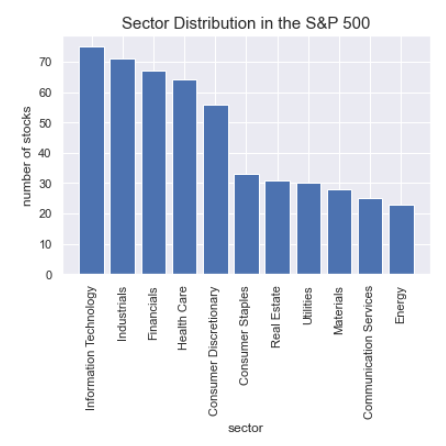 Sector Distribution in the S&P 500
number of stocks
70
60
50
40
30
20
10
0
Information Technology
Industrials
Financials
Health Care
Consumer Discretionary
Consumer Staples
Real Estate
Utilities
Materials
Communication Services
Energy
sector